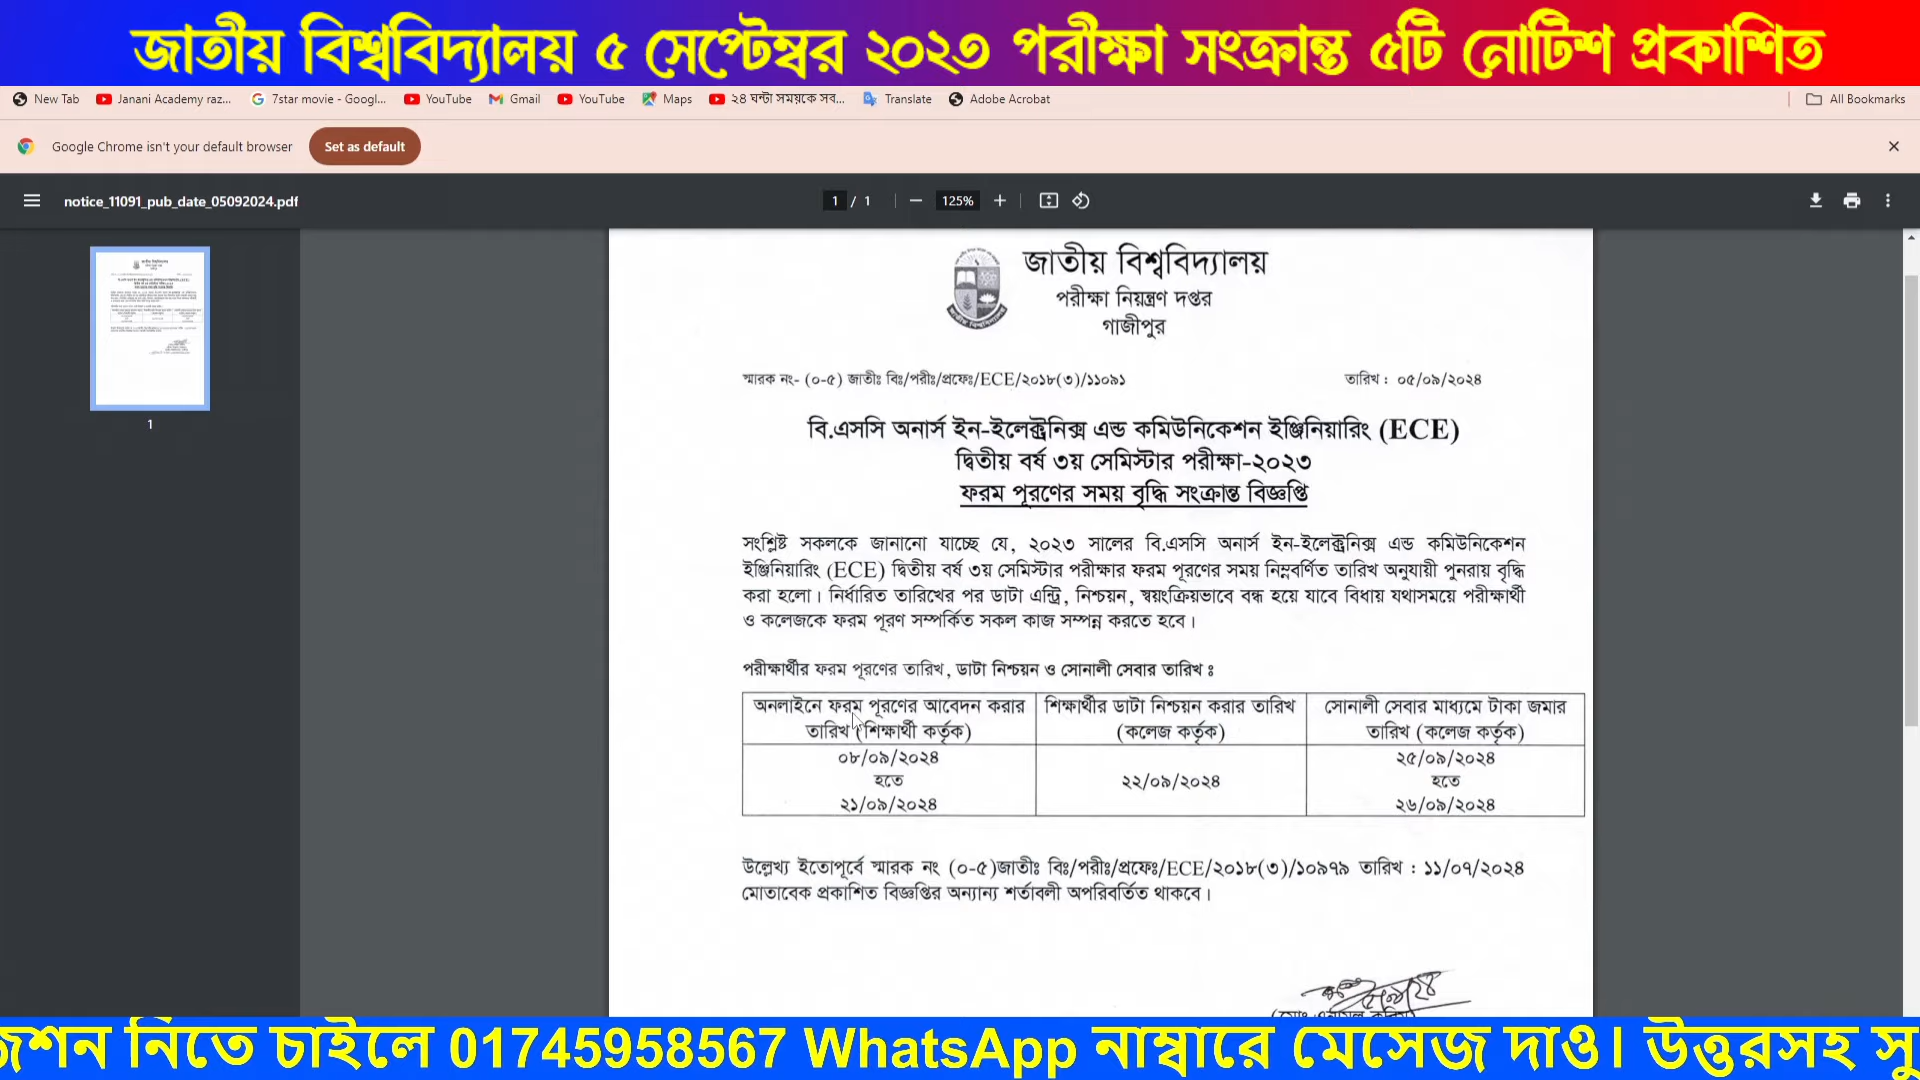 জাতীয় বিশ্ববিদ্যালয় ৫ সেপ্টেম্বর ২০২৩ পরীক্ষা সংক্রান্ত ৫টি নোটিশ প্রকাশিত
New Tab Janani Academy raz... 7star movie - Googl... YouTube Gmail YouTube Maps ২৪ ঘন্টা সময়কে সব... Translate Adobe Acrobat All Bookmarks
Google Chrome isn't your default browser Set as default
notice_11091_pub_date_05092024.pdf 1 / 1 125%
1
জাতীয় বিশ্ববিদ্যালয়
পরীক্ষা নিয়ন্ত্রণ দপ্তর
গাজীপুর
স্মারক নং- (০-৫) জাতীঃ বিঃ/পরীঃ/প্রফেঃ/ECE/২০১৮(৩)/১১০৯১ তারিখ : ০৫/০৯/২০২৪
বি.এসসি অনার্স ইন-ইলেক্ট্রনিক্স এন্ড কমিউনিকেশন ইঞ্জিনিয়ারিং (ECE)
দ্বিতীয় বর্ষ ৩য় সেমিস্টার পরীক্ষা-২০২৩
ফরম পূরণের সময় বৃদ্ধি সংক্রান্ত বিজ্ঞপ্তি
সংশ্লিষ্ট সকলকে জানানো যাচ্ছে যে, ২০২৩ সালের বি.এসসি অনার্স ইন-ইলেক্ট্রনিক্স এন্ড কমিউনিকেশন
ইঞ্জিনিয়ারিং (ECE) দ্বিতীয় বর্ষ ৩য় সেমিস্টার পরীক্ষার ফরম পূরণের সময় নিম্নবর্ণিত তারিখ অনুযায়ী পুনরায় বৃদ্ধি
করা হলো। নির্ধারিত তারিখের পর ডাটা এন্ট্রি, নিশ্চয়ন, স্বয়ংক্রিয়ভাবে বন্ধ হয়ে যাবে বিধায় যথাসময়ে পরীক্ষার্থী
ও কলেজকে ফরম পূরণ সম্পর্কিত সকল কাজ সম্পন্ন করতে হবে।
পরীক্ষার্থীর ফরম পূরণের তারিখ, ডাটা নিশ্চয়ন ও সোনালী সেবার তারিখ ঃ
অনলাইনে ফরম পূরণের আবেদন করার শিক্ষার্থীর ডাটা নিশ্চয়ন করার তারিখ সোনালী সেবার মাধ্যমে টাকা জমার
তারিখ (শিক্ষার্থী কর্তৃক) (কলেজ কর্তৃক) তারিখ (কলেজ কর্তৃক)
০৮/০৯/২০২৪ ২৫/০৯/২০২৪
হতে ২২/০৯/২০২৪ হতে
২১/০৯/২০২৪ ২৬/০৯/২০২৪
উল্লেখ্য ইতোপূর্বে স্মারক নং (০-৫)জাতীঃ বিঃ/পরীঃ/প্রফেঃ/ECE/২০১৮(৩)/১০৯৭৯ তারিখ : ১১/০৭/২০২৪
মোতাবেক প্রকাশিত বিজ্ঞপ্তির অন্যান্য শর্তাবলী অপরিবর্তিত থাকবে।
জেশন নিতে চাইলে 01745958567 WhatsApp নাম্বারে মেসেজ দাও। উত্তরসহ সু